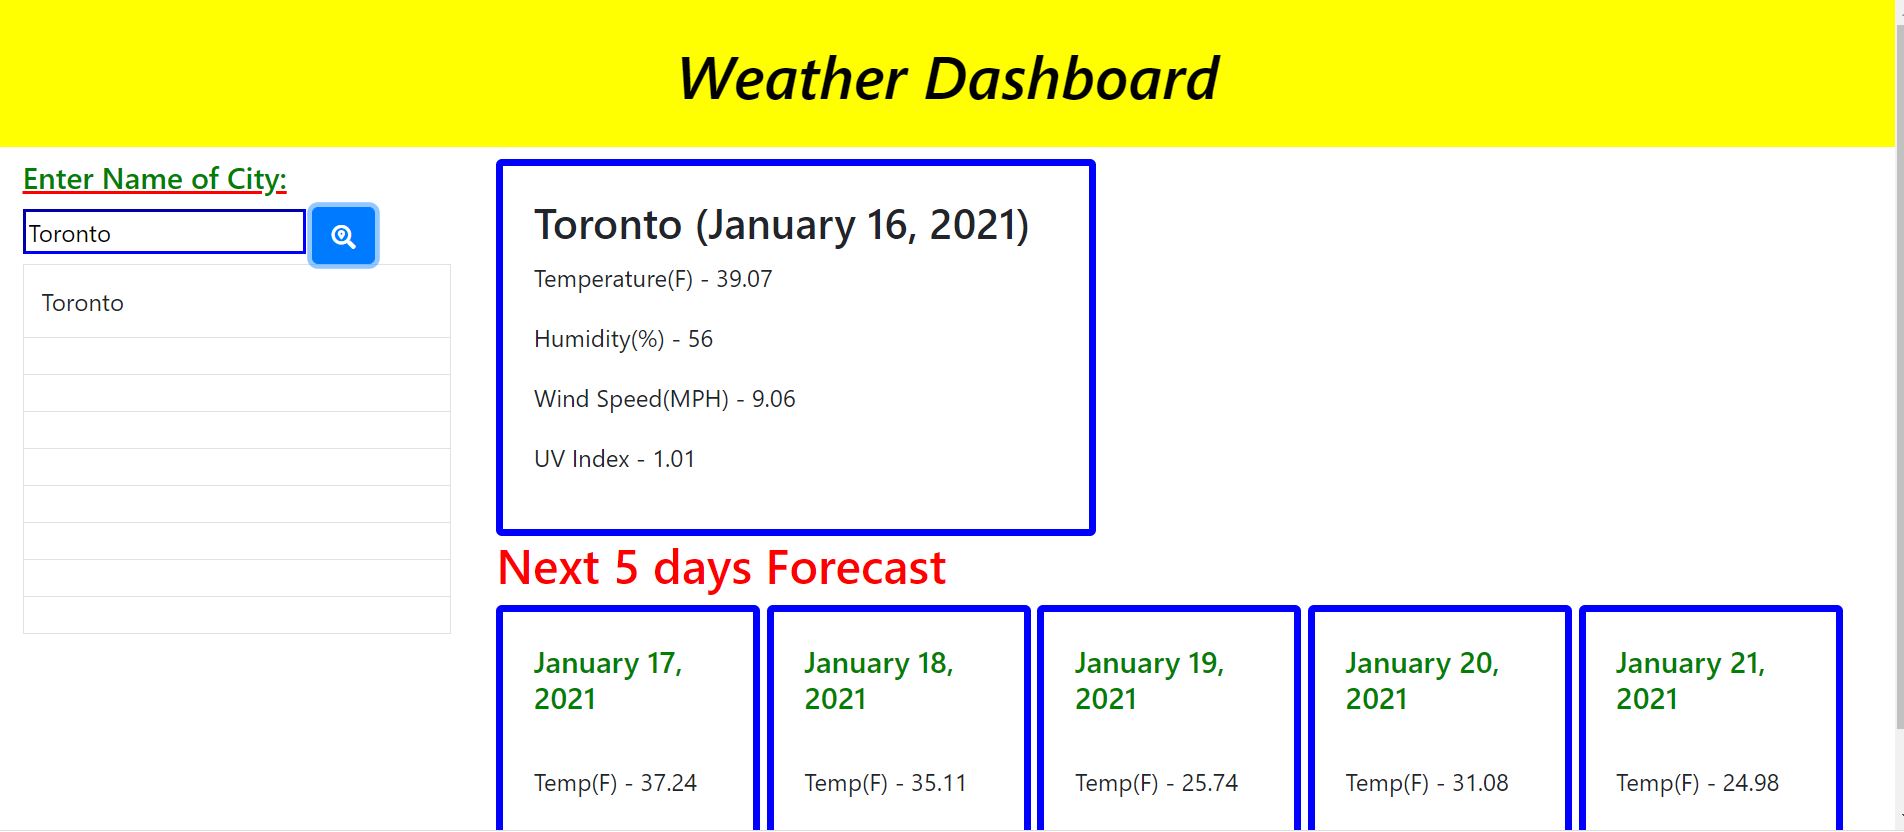 Weather Dashboard
Enter Name of City:
Toronto
Toronto
Toronto (January 16, 2021)
Temperature(F) - 39.07
Humidity(%) - 56
Wind Speed(MPH) - 9.06
UV Index - 1.01
Next 5 days Forecast
January 17,
2021
Temp(F) - 37.24
January 18,
2021
Temp(F) - 35.11
January 19,
2021
Temp(F) - 25.74
January 20,
2021
Temp(F) - 31.08
January 21,
2021
Temp(F) - 24.98